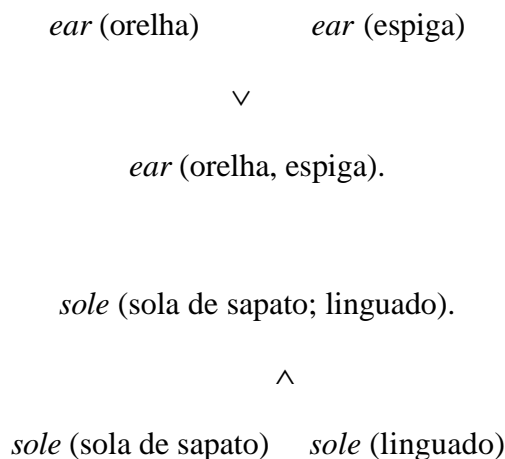 ear (orelha) ear (espiga)
∨
ear (orelha, espiga).
sole (sola de sapato; linguado).
∧
sole (sola de sapato) sole (linguado)